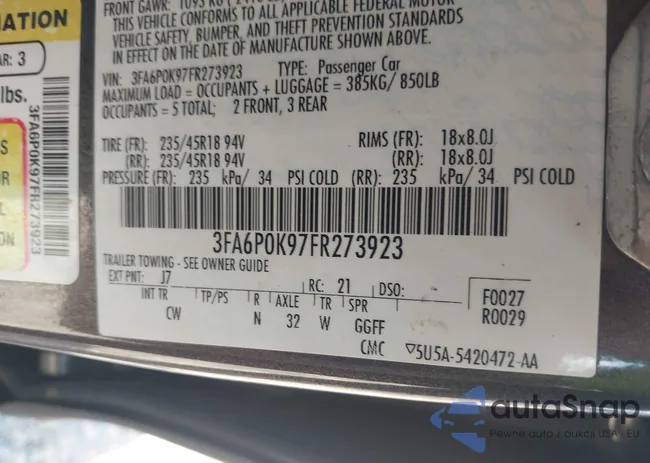 MATION
AR: 3
lbs.
3FA6P0K97FR273923
S
OR
ON
FRONT GAWR: 1093 KG
THIS VEHICLE CONFORMS TO ALL APPLICABLE FEDERAL MOTOR
VEHICLE SAFETY, BUMPER, AND THEFT PREVENTION STANDARDS
IN EFFECT ON THE DATE OF MANUFACTURE SHOWN ABOVE.
VIN: 3FA6P0K97FR273923 TYPE: Passenger Car
MAXIMUM LOAD = OCCUPANTS + LUGGAGE = 385KG/ 850LB
OCCUPANTS = 5 TOTAL; 2 FRONT, 3 REAR
TIRE (FR): 235/45R18 94V RIMS (FR): 18x8.0J
(RR): 235/45R18 94V (RR): 18x8.0J
PRESSURE (FR): 235 kPa/ 34 PSI COLD (RR): 235 kPa/ 34 PSI COLD
3FA6P0K97FR273923
TRAILER TOWING - SEE OWNER GUIDE
EXT PNT: J7 RC: 21 DSO: F0027
INT TR TP/PS R AXLE TR SPR R0029
CW N 32 W GGFF
CMC ▽5U5A-5420472-AA
autoSnap
Pewne auto z aukcji USA i EU